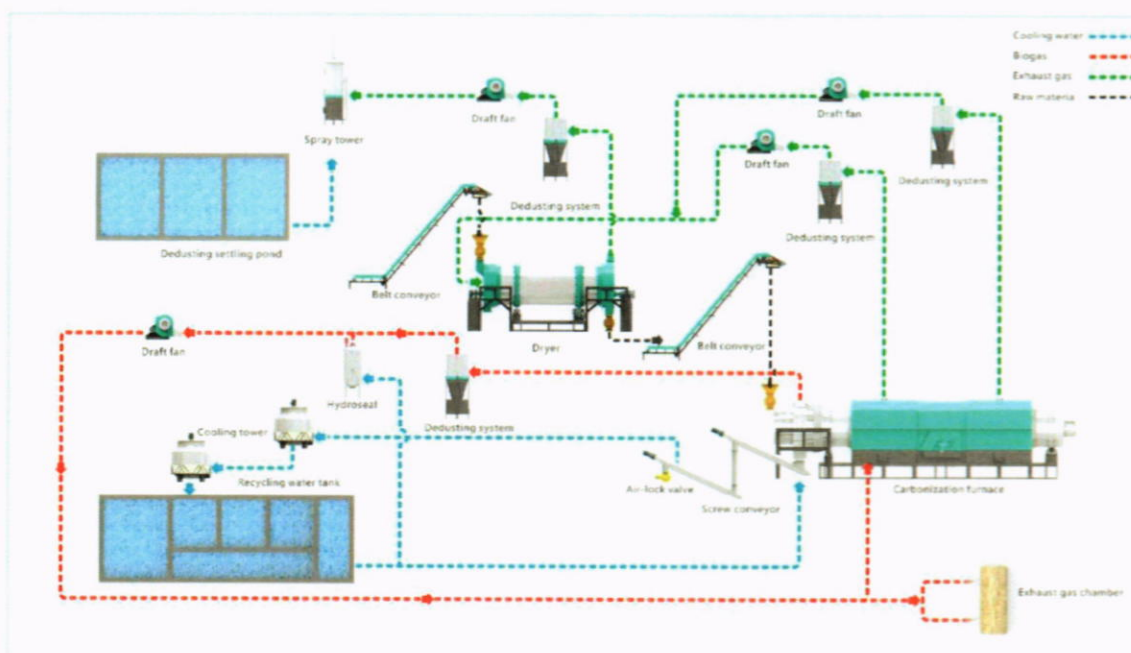 Cooling water
Biogas
Exhaust gas
Raw materia
Draft fan
Draft fan
Spray tower
Draft fan
Dedusting system
Dedusting system
Dedusting system
Dedusting settling pond
Belt conveyor
Dryer
Belt conveyor
Draft fan
Hydroseal
Dedusting system
Cooling tower
Recycling water tank
Air-lock valve
Screw conveyor
Carbonization furnace
Exhaust gas chamber